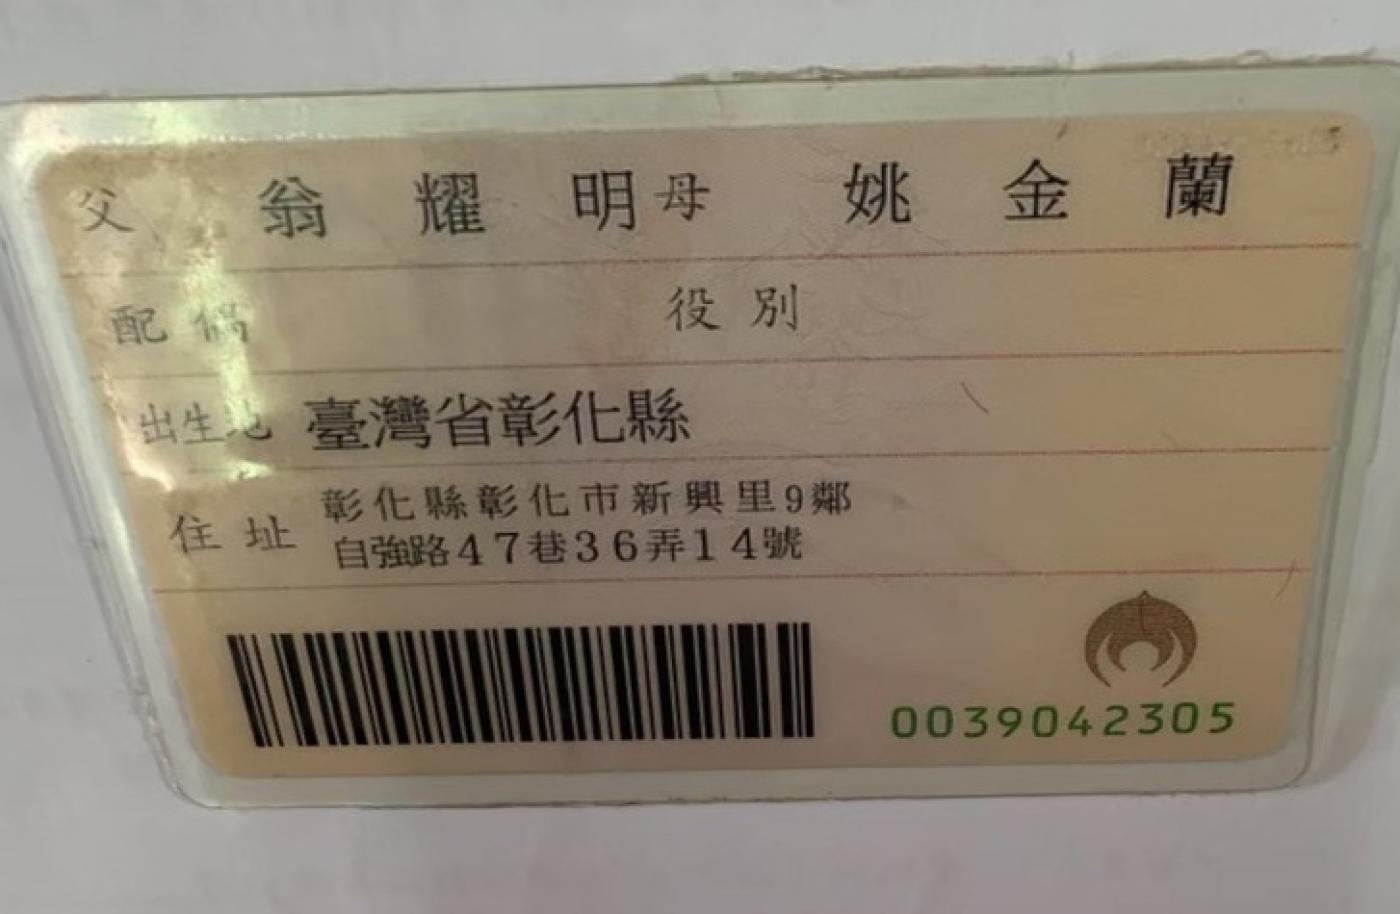 父 翁耀明 母 姚金蘭
配偶 役別
出生地 臺灣省彰化縣
住址 彰化縣彰化市新興里9鄰
自強路47巷36弄14號
0039042305